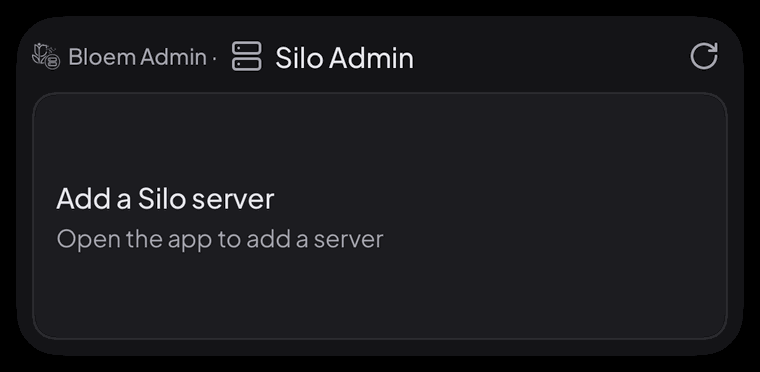 Bloem Admin · Silo Admin
Add a Silo server
Open the app to add a server